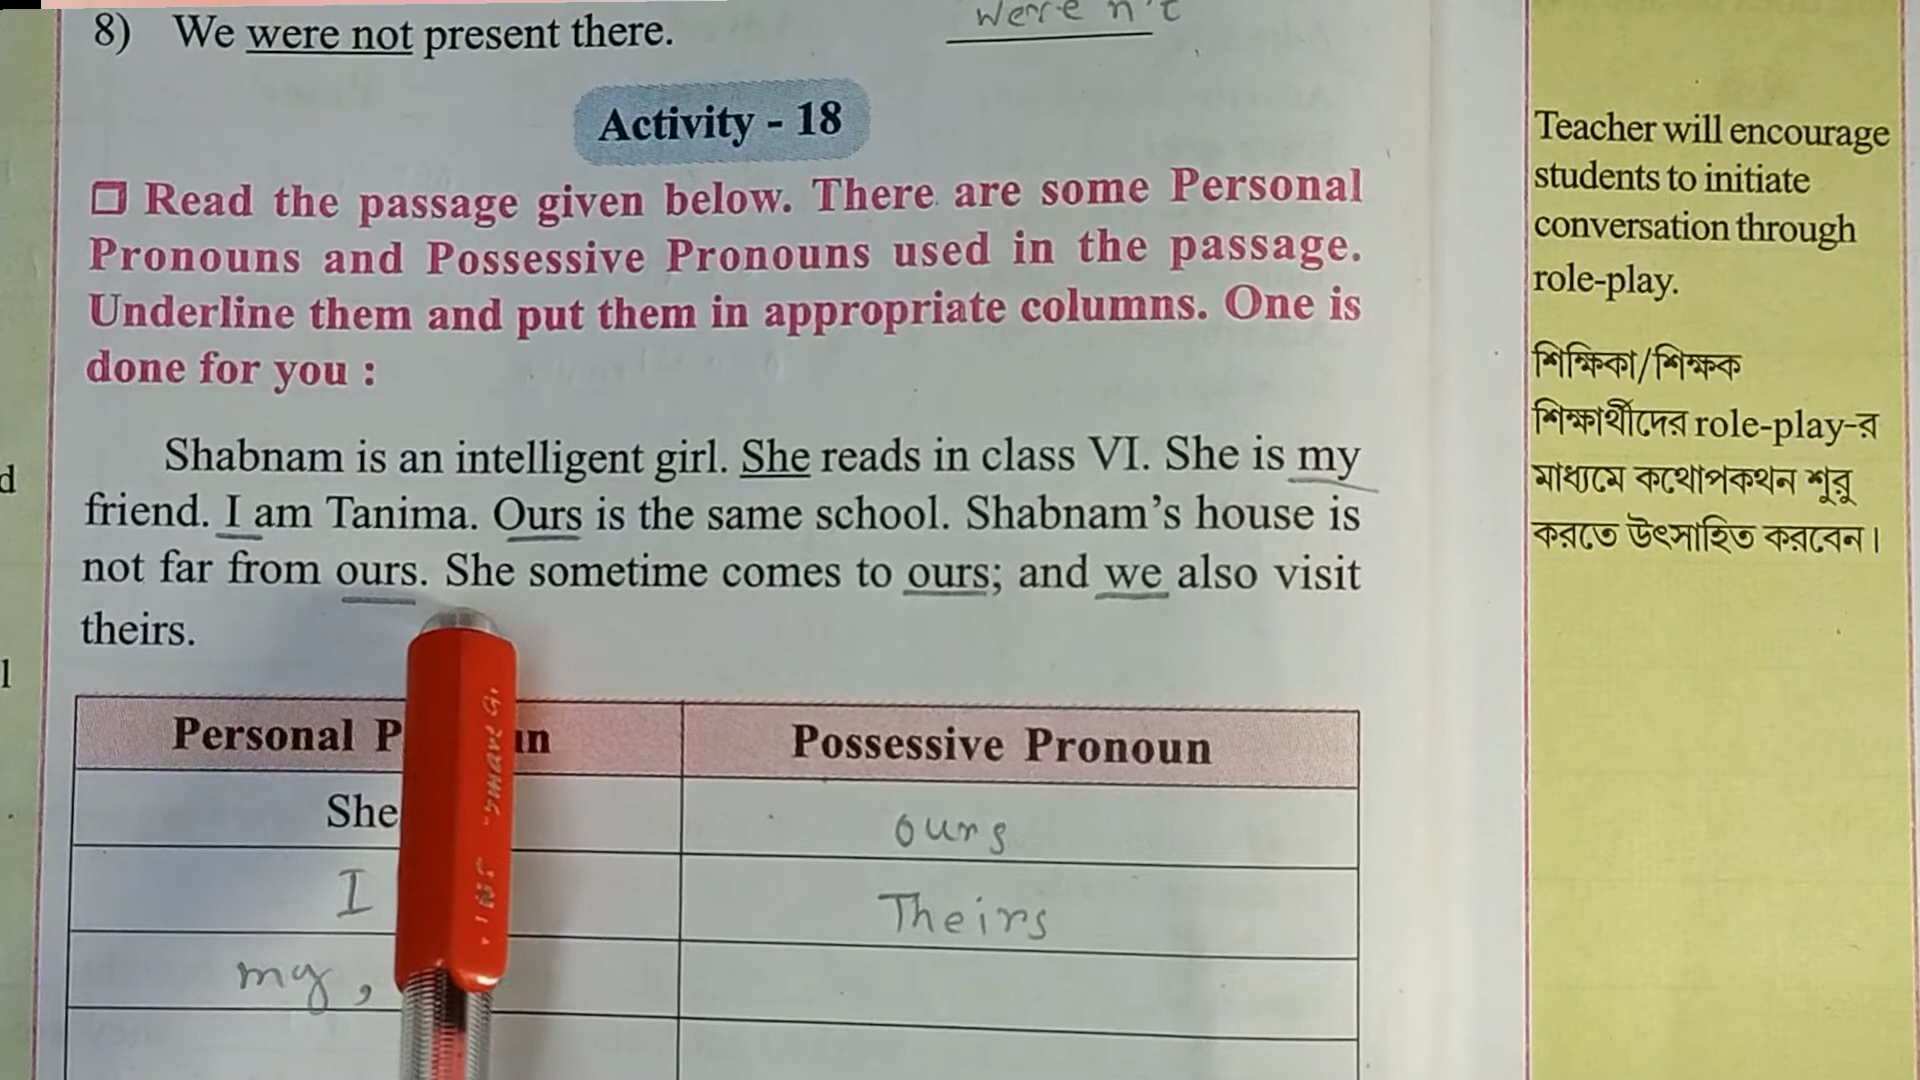 8) We were not present there. weren't
Activity - 18
Read the passage given below. There are some Personal
Pronouns and Possessive Pronouns used in the passage.
Underline them and put them in appropriate columns. One is
done for you :
Shabnam is an intelligent girl. She reads in class VI. She is my
friend. I am Tanima. Ours is the same school. Shabnam's house is
not far from ours. She sometime comes to ours; and we also visit
theirs.
Personal P un Possessive Pronoun
She ours
I Theirs
my,
Teacher will encourage
students to initiate
conversation through
role-play.
শিক্ষিকা/শিক্ষক
শিক্ষার্থীদের role-play-র
মাধ্যমে কথোপকথন শুরু
করতে উৎসাহিত করবেন।
d
l